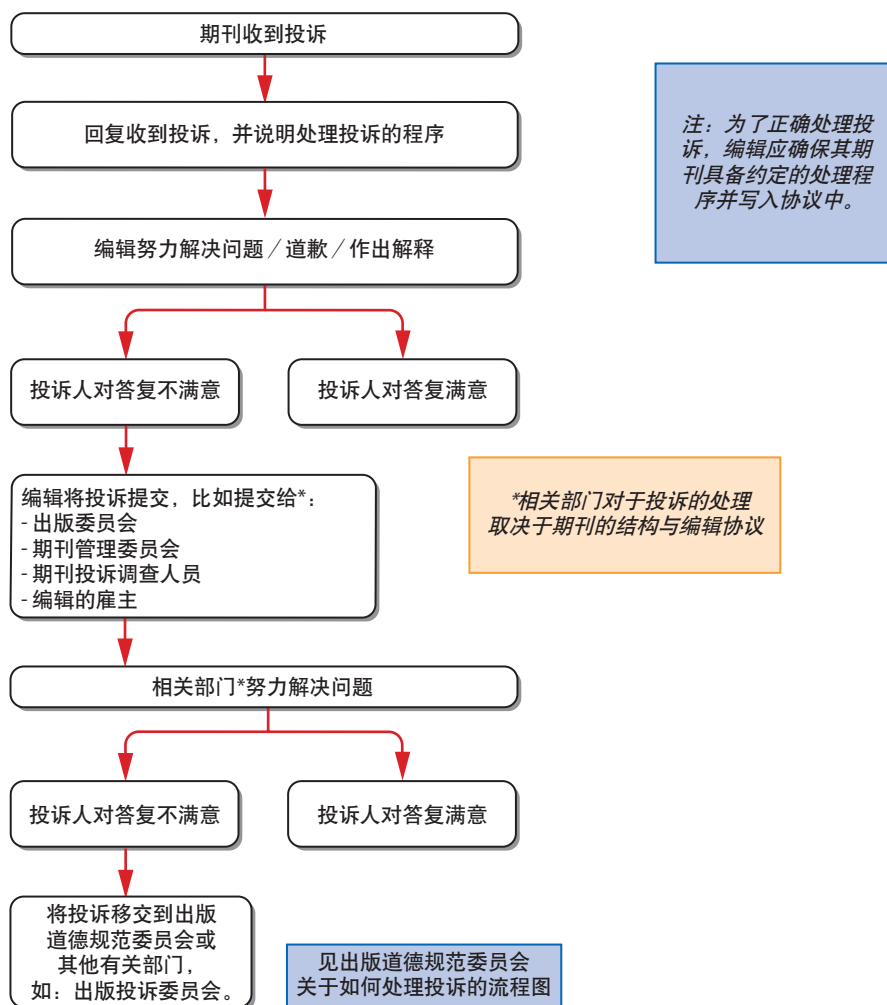 期刊收到投诉
回复收到投诉，并说明处理投诉的程序
注：为了正确处理投
诉，编辑应确保其期
刊具备约定的处理程
序并写入协议中。
编辑努力解决问题／道歉／作出解释
投诉人对答复不满意
投诉人对答复满意
编辑将投诉提交，比如提交给*：
- 出版委员会
- 期刊管理委员会
- 期刊投诉调查人员
- 编辑的雇主
*相关部门对于投诉的处理
取决于期刊的结构与编辑协议
相关部门*努力解决问题
投诉人对答复不满意
投诉人对答复满意
将投诉移交到出版
道德规范委员会或
其他有关部门，
如：出版投诉委员会。
见出版道德规范委员会
关于如何处理投诉的流程图